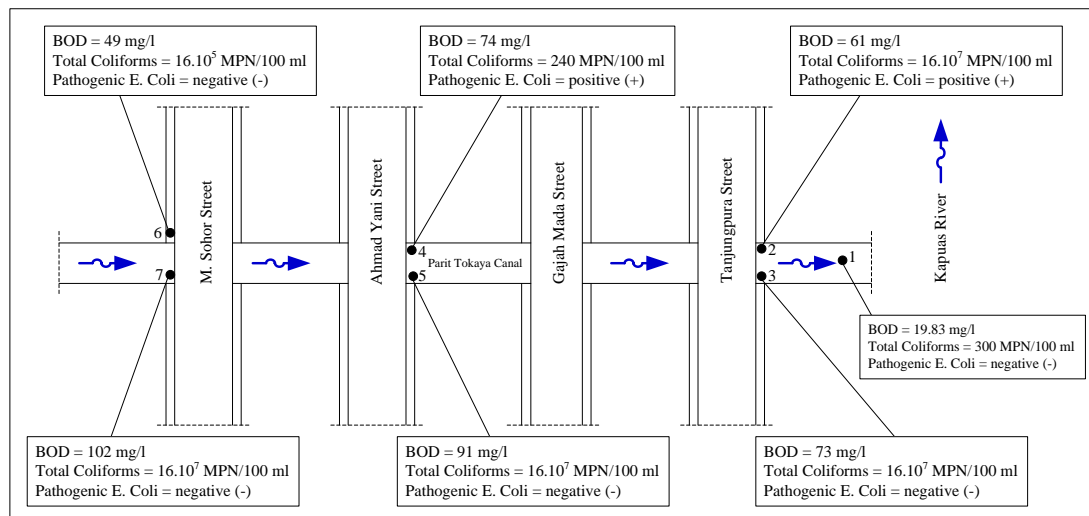 BOD = 49 mg/l
Total Coliforms = 16.10⁵ MPN/100 ml
Pathogenic E. Coli = negative (-)
BOD = 74 mg/l
Total Coliforms = 240 MPN/100 ml
Pathogenic E. Coli = positive (+)
BOD = 61 mg/l
Total Coliforms = 16.10⁷ MPN/100 ml
Pathogenic E. Coli = positive (+)
M. Sohor Street
Ahmad Yani Street
Gajah Mada Street
Tanjungpura Street
Kapuas River
6
7
4
Parit Tokaya Canal
5
2
3
1
BOD = 19.83 mg/l
Total Coliforms = 300 MPN/100 ml
Pathogenic E. Coli = negative (-)
BOD = 102 mg/l
Total Coliforms = 16.10⁷ MPN/100 ml
Pathogenic E. Coli = negative (-)
BOD = 91 mg/l
Total Coliforms = 16.10⁷ MPN/100 ml
Pathogenic E. Coli = negative (-)
BOD = 73 mg/l
Total Coliforms = 16.10⁷ MPN/100 ml
Pathogenic E. Coli = negative (-)